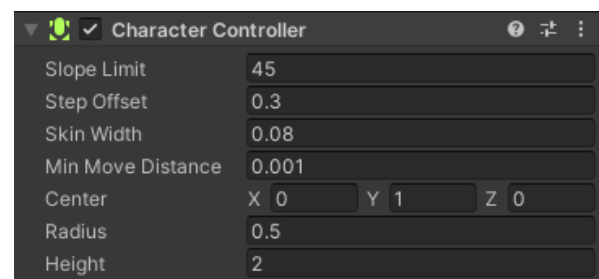 Character Controller
Slope Limit 45
Step Offset 0.3
Skin Width 0.08
Min Move Distance 0.001
Center X 0 Y 1 Z 0
Radius 0.5
Height 2